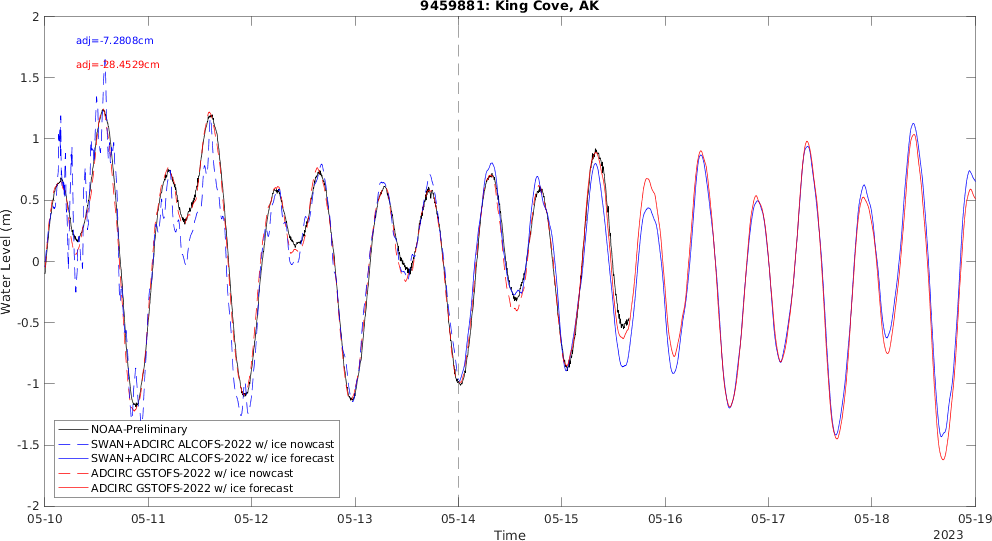 9459881: King Cove, AK
adj=-7.2808cm
adj=-28.4529cm
Water Level (m)
2
1.5
1
0.5
0
-0.5
-1
-1.5
-2
NOAA-Preliminary
SWAN+ADCIRC ALCOFS-2022 w/ ice nowcast
SWAN+ADCIRC ALCOFS-2022 w/ ice forecast
ADCIRC GSTOFS-2022 w/ ice nowcast
ADCIRC GSTOFS-2022 w/ ice forecast
05-10 05-11 05-12 05-13 05-14 05-15 05-16 05-17 05-18 05-19
Time
2023